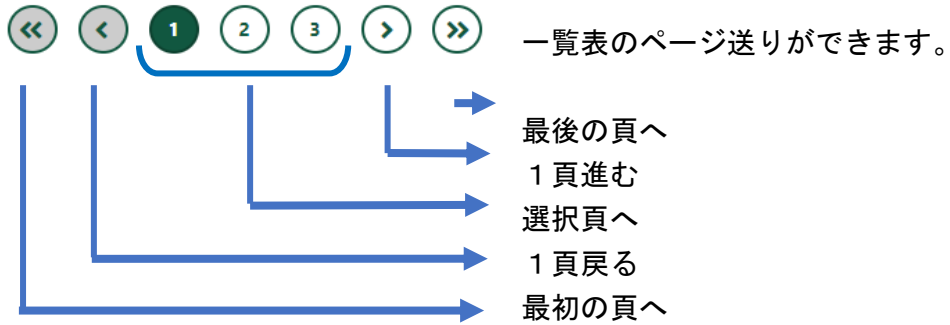 « < 1 2 3 > » 一覧表のページ送りができます。
最後の頁へ
１頁進む
選択頁へ
１頁戻る
最初の頁へ